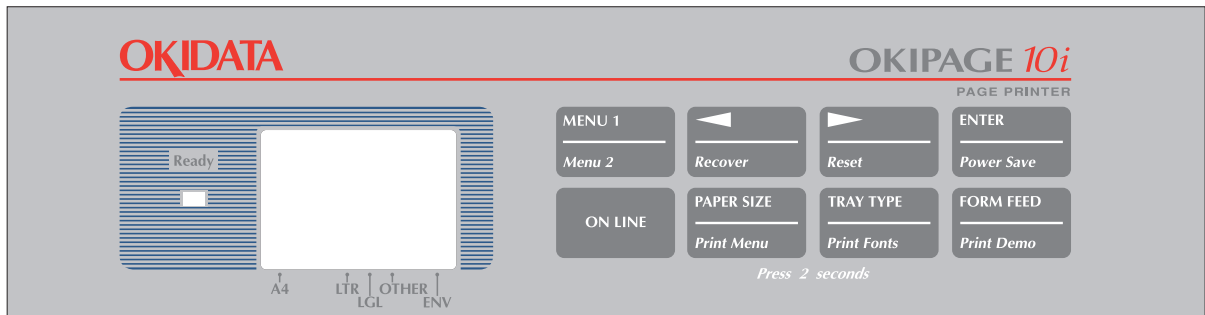 OKIDATA
OKIPAGE 10i
PAGE PRINTER
Ready
A4
LTR
LGL
OTHER
ENV
MENU 1
Menu 2
Recover
Reset
ENTER
Power Save
ON LINE
PAPER SIZE
Print Menu
TRAY TYPE
Print Fonts
FORM FEED
Print Demo
Press 2 seconds